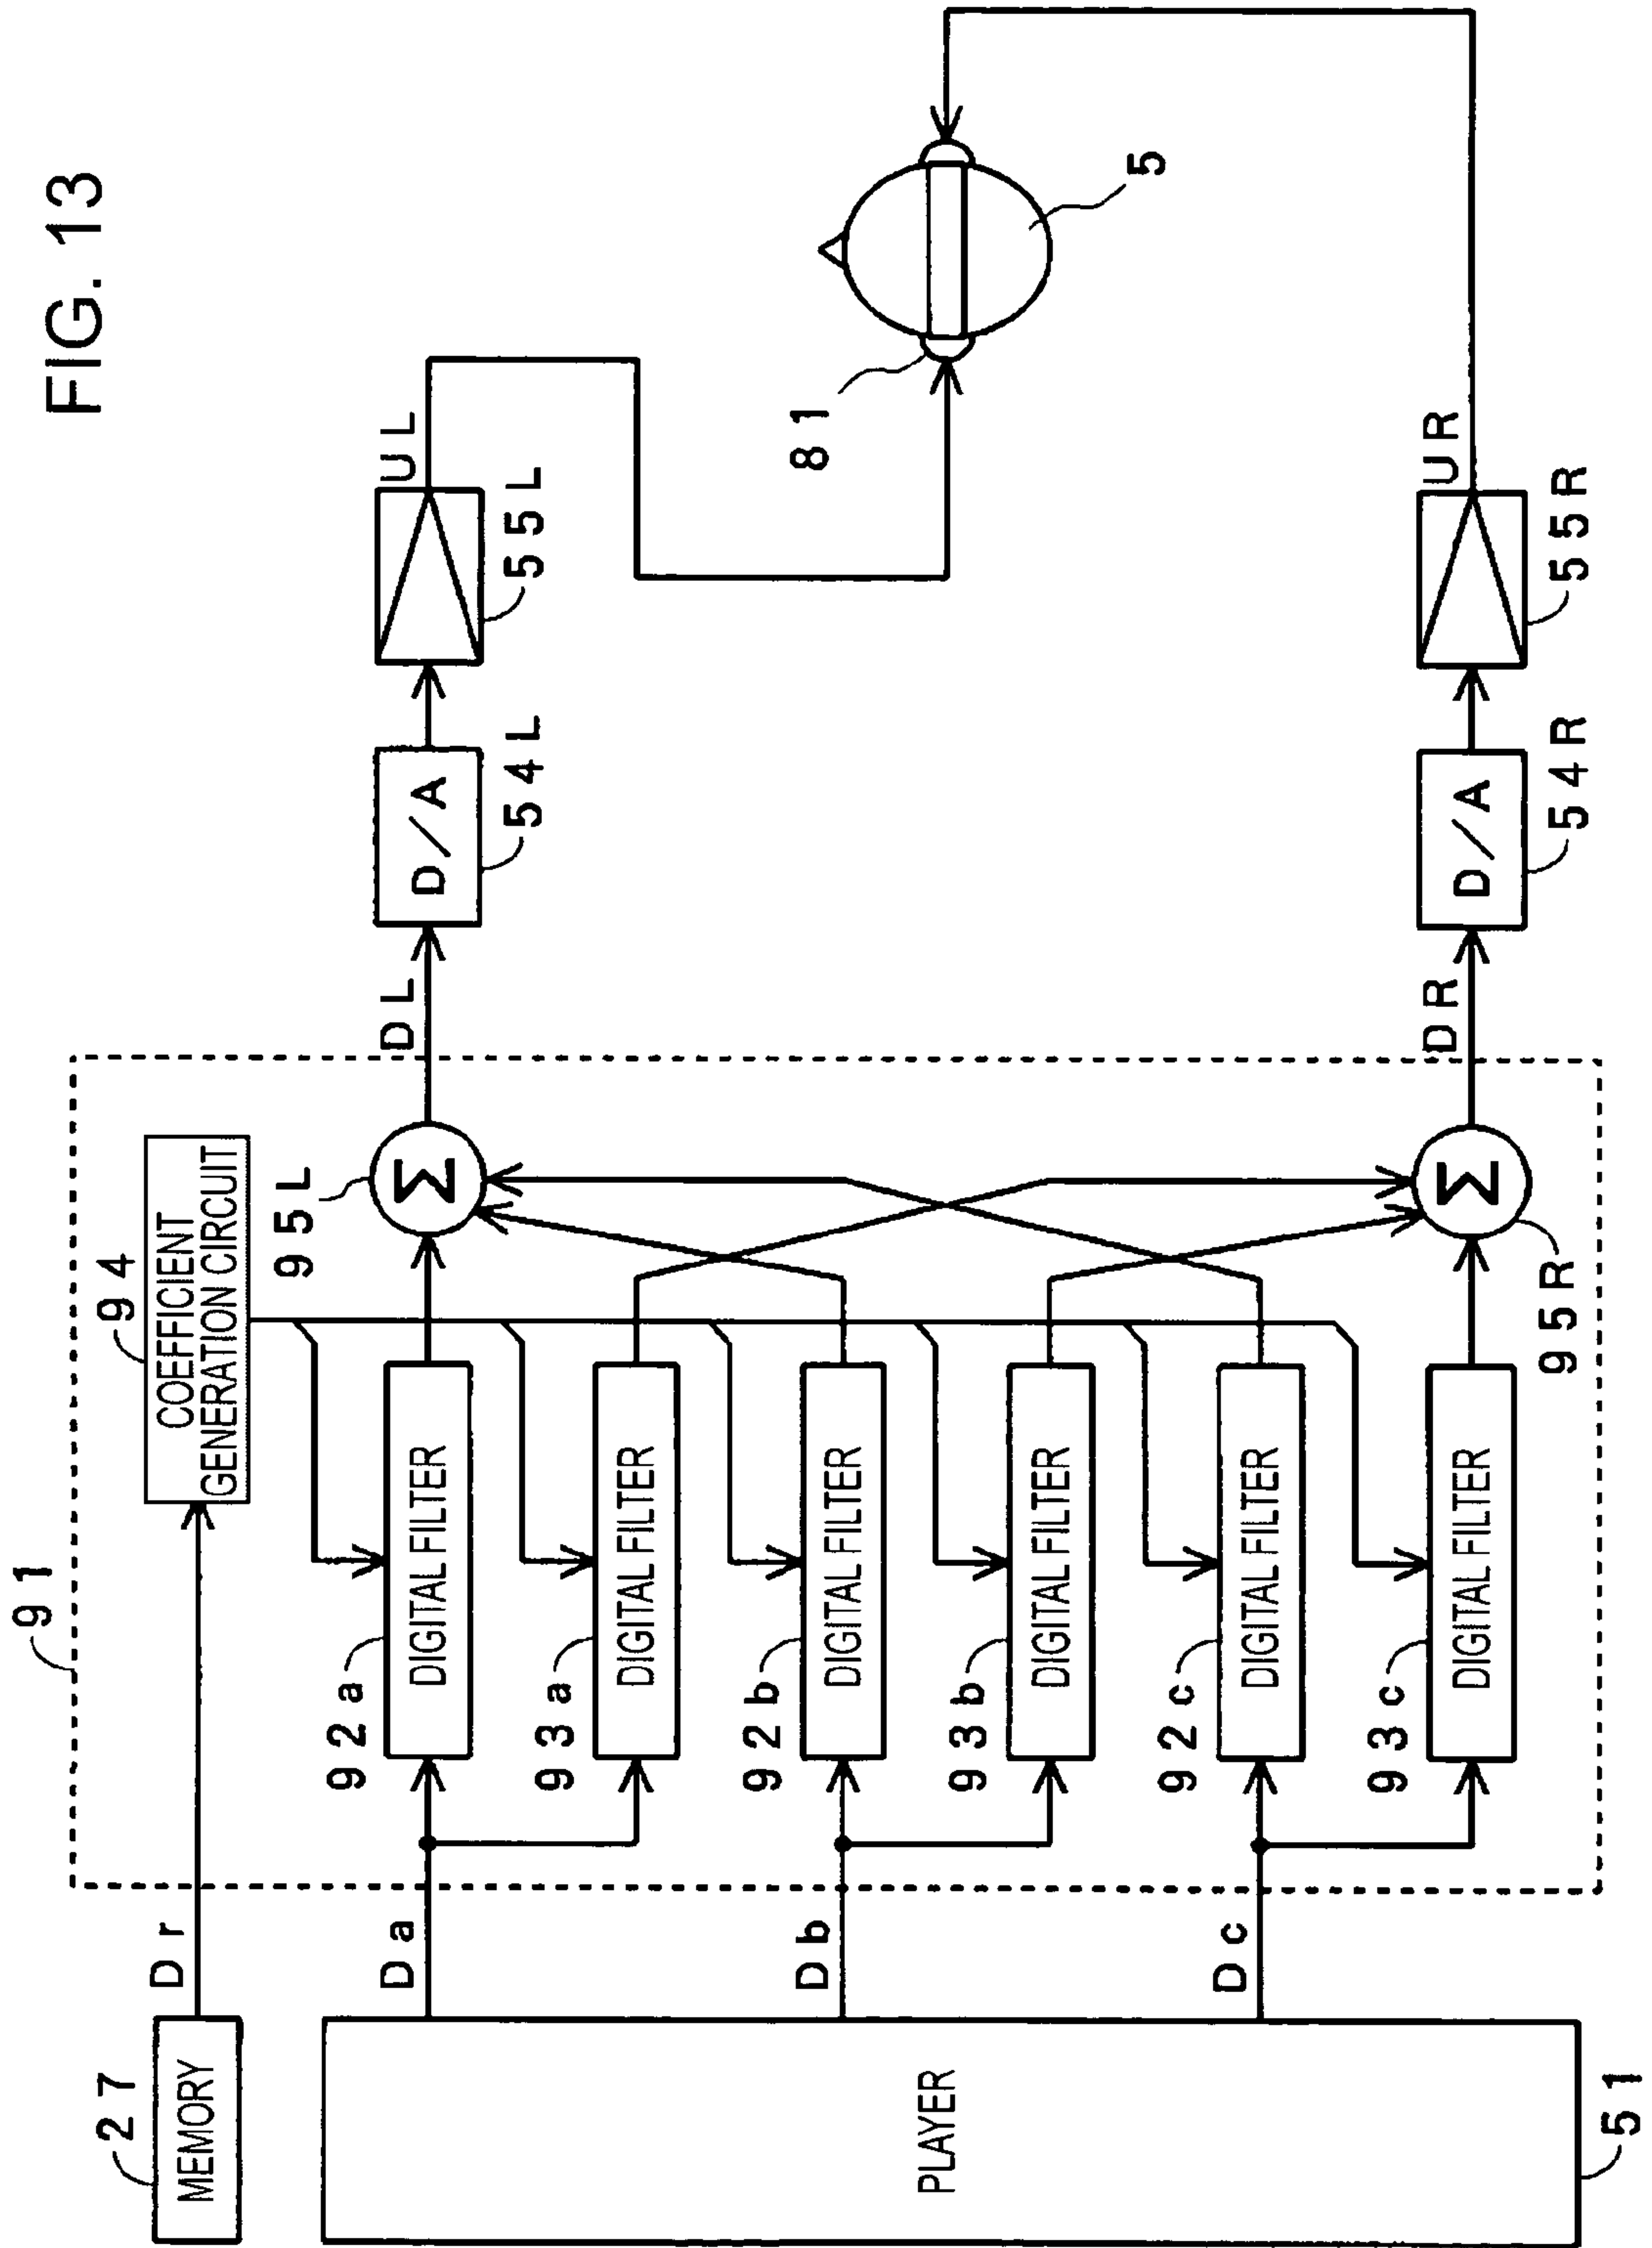 FIG. 13
91
94
COEFFICIENT
GENERATION CIRCUIT
27
MEMORY
Dr
95L
DL
D/A
54L
UL
55L
Da
92a
DIGITAL FILTER
93a
DIGITAL FILTER
Db
92b
DIGITAL FILTER
93b
DIGITAL FILTER
Dc
92c
DIGITAL FILTER
93c
DIGITAL FILTER
Σ
Σ
95R
DR
D/A
54R
UR
55R
81
5
PLAYER
51